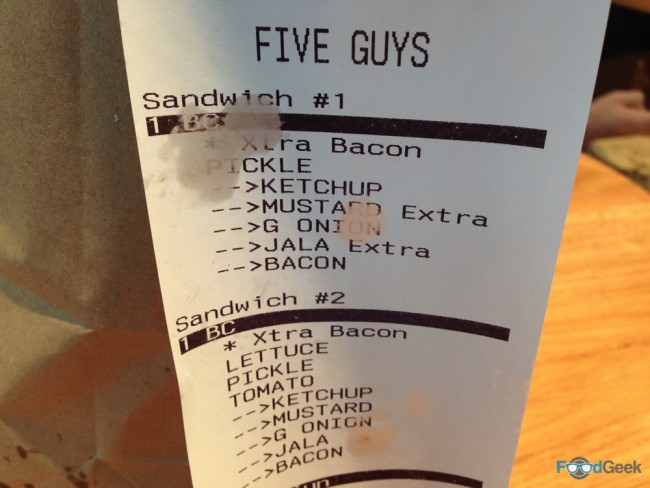 FIVE GUYS
Sandwich #1
1 BC
* Xtra Bacon
PICKLE
-->KETCHUP
-->MUSTARD Extra
-->G ONION
-->JALA Extra
-->BACON
Sandwich #2
1 BC
* Xtra Bacon
LETTUCE
PICKLE
TOMATO
-->KETCHUP
-->MUSTARD
-->G ONION
-->JALA
-->BACON
FoodGeek